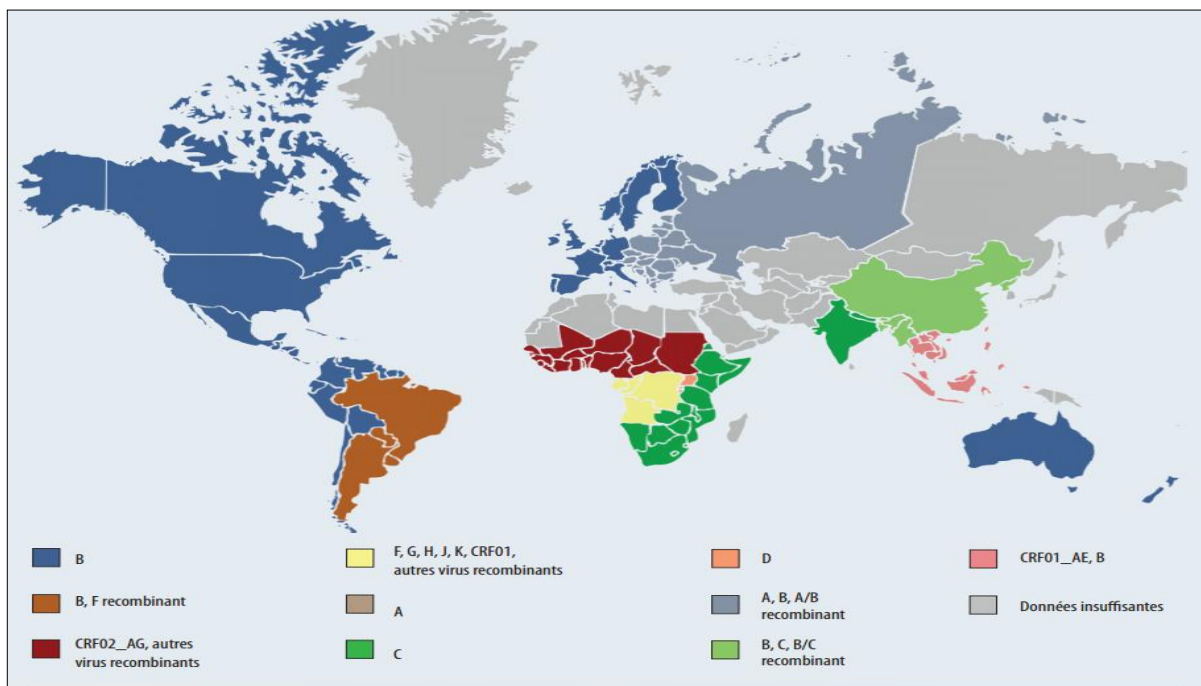 B
B, F recombinant
CRF02_AG, autres
virus recombinants
F, G, H, J, K, CRF01,
autres virus recombinants
A
C
D
A, B, A/B
recombinant
B, C, B/C
recombinant
CRF01_AE, B
Données insuffisantes